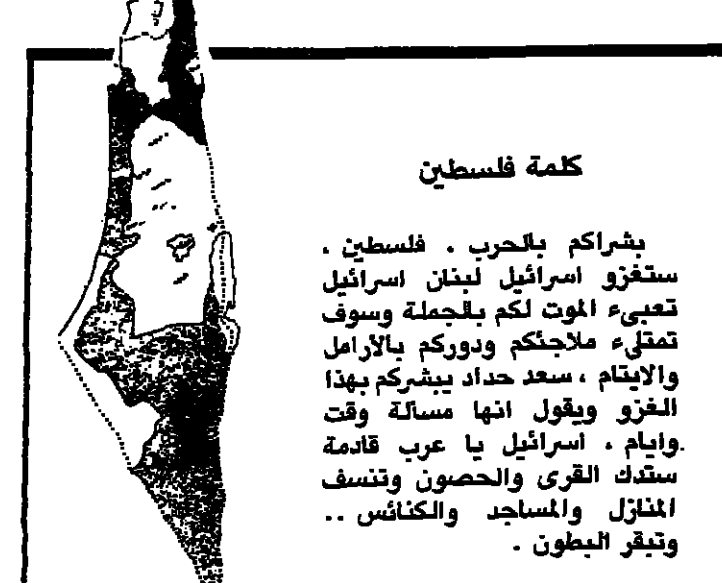 كلمة فلسطين
بشراكم بالحرب . فلسطين .
ستغزو اسرائيل لبنان اسرائيل
تعبىء الموت لكم بالجملة وسوف
تمتلىء ملاجئكم ودوركم بالأرامل
والايتام ، سعد حداد يبشركم بهذا
الغزو ويقول انها مسألة وقت
وايام ، اسرائيل يا عرب قادمة
ستدك القرى والحصون وتنسف
المنازل والمساجد والكنائس ..
وتبقر البطون .